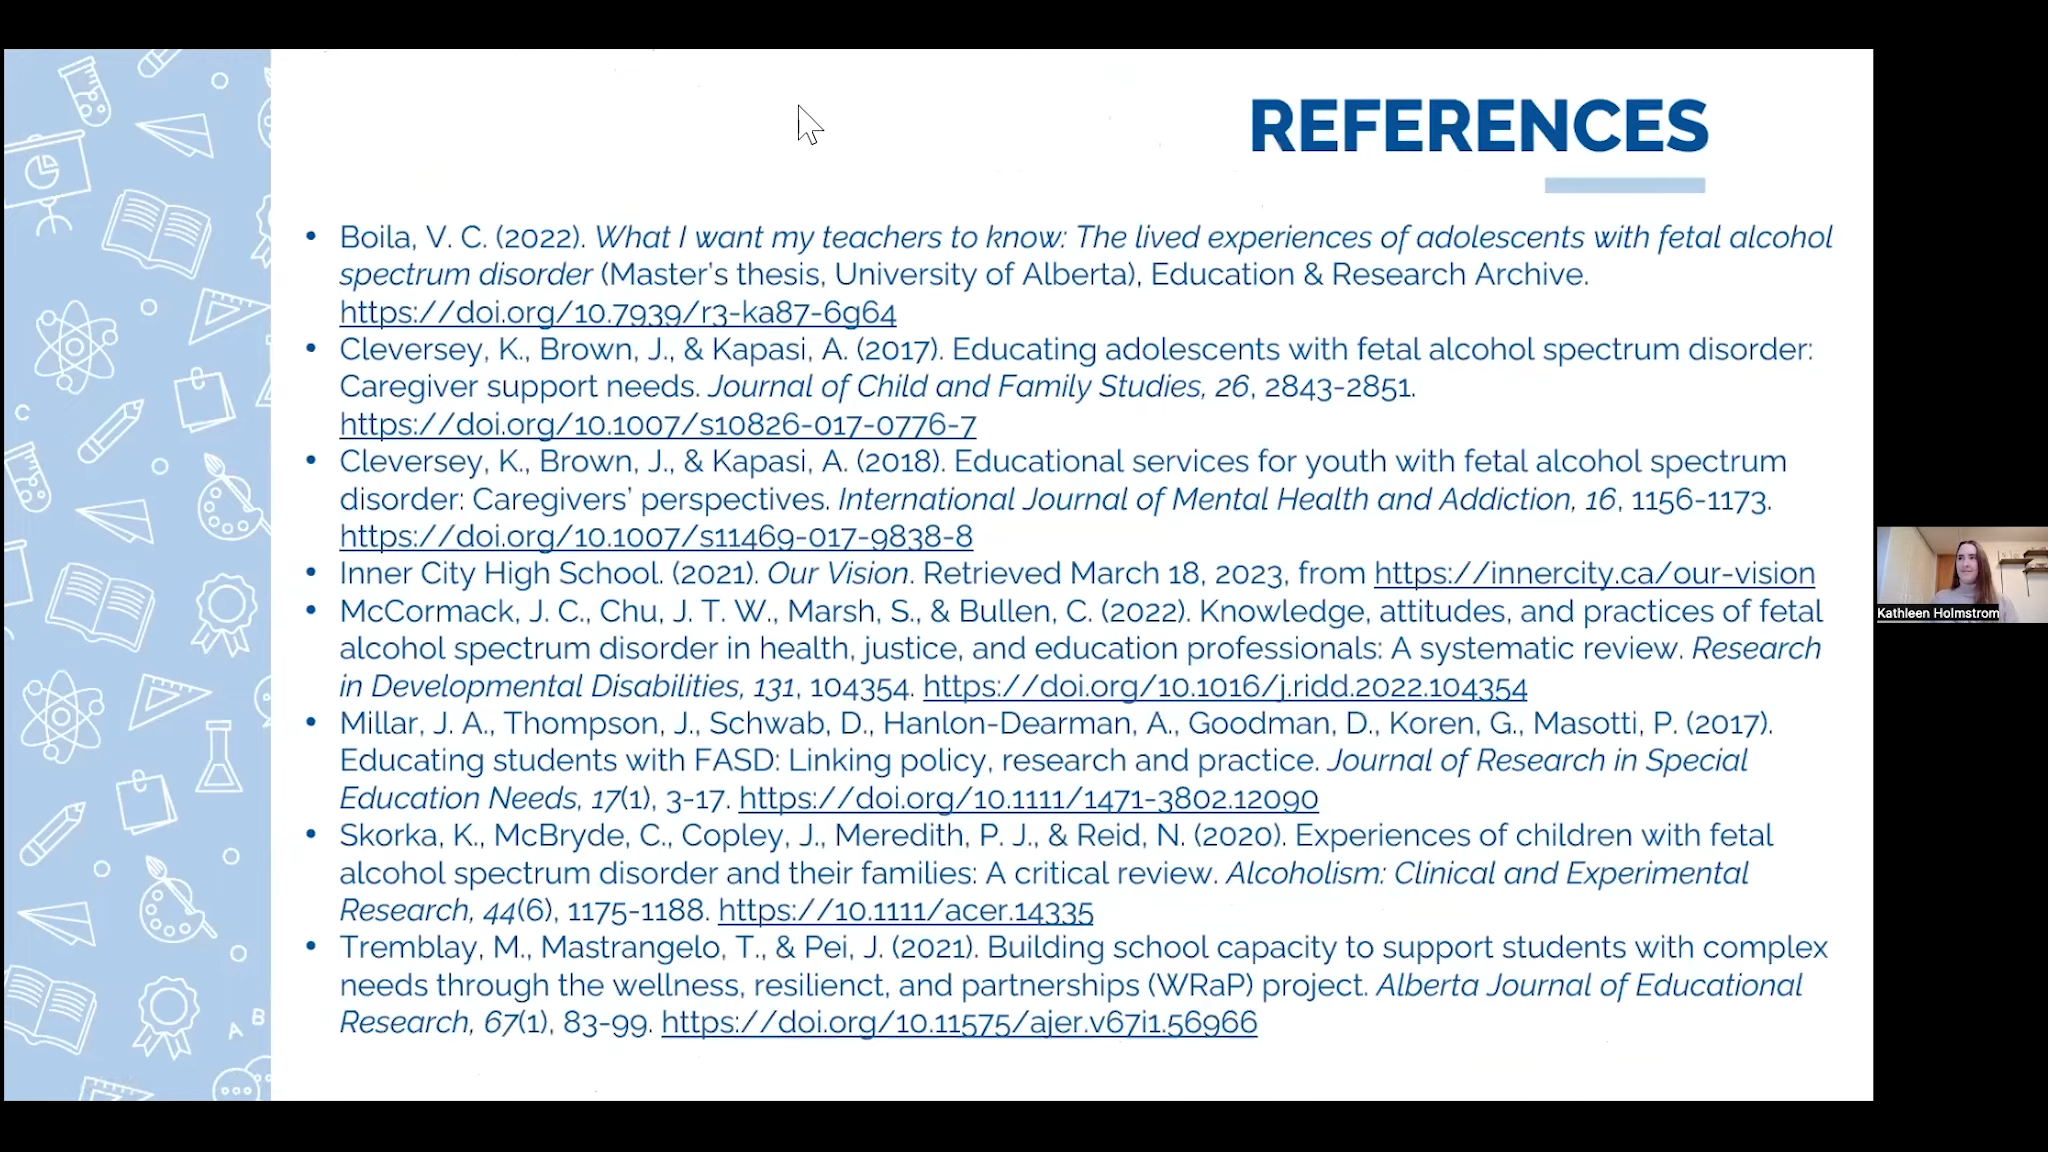 REFERENCES
• Boila, V. C. (2022). What I want my teachers to know: The lived experiences of adolescents with fetal alcohol
spectrum disorder (Master's thesis, University of Alberta), Education & Research Archive.
https://doi.org/10.7939/r3-ka87-6g64
• Cleversey, K., Brown, J., & Kapasi, A. (2017). Educating adolescents with fetal alcohol spectrum disorder:
Caregiver support needs. Journal of Child and Family Studies, 26, 2843-2851.
https://doi.org/10.1007/s10826-017-0776-7
• Cleversey, K., Brown, J., & Kapasi, A. (2018). Educational services for youth with fetal alcohol spectrum
disorder: Caregivers' perspectives. International Journal of Mental Health and Addiction, 16, 1156-1173.
https://doi.org/10.1007/s11469-017-9838-8
• Inner City High School. (2021). Our Vision. Retrieved March 18, 2023, from https://innercity.ca/our-vision
• McCormack, J. C., Chu, J. T. W., Marsh, S., & Bullen, C. (2022). Knowledge, attitudes, and practices of fetal
alcohol spectrum disorder in health, justice, and education professionals: A systematic review. Research
in Developmental Disabilities, 131, 104354. https://doi.org/10.1016/j.ridd.2022.104354
• Millar, J. A., Thompson, J., Schwab, D., Hanlon-Dearman, A., Goodman, D., Koren, G., Masotti, P. (2017).
Educating students with FASD: Linking policy, research and practice. Journal of Research in Special
Education Needs, 17(1), 3-17. https://doi.org/10.1111/1471-3802.12090
• Skorka, K., McBryde, C., Copley, J., Meredith, P. J., & Reid, N. (2020). Experiences of children with fetal
alcohol spectrum disorder and their families: A critical review. Alcoholism: Clinical and Experimental
Research, 44(6), 1175-1188. https://10.1111/acer.14335
• Tremblay, M., Mastrangelo, T., & Pei, J. (2021). Building school capacity to support students with complex
needs through the wellness, resilienct, and partnerships (WRaP) project. Alberta Journal of Educational
Research, 67(1), 83-99. https://doi.org/10.11575/ajer.v67i1.56966
Kathleen Holmstrom